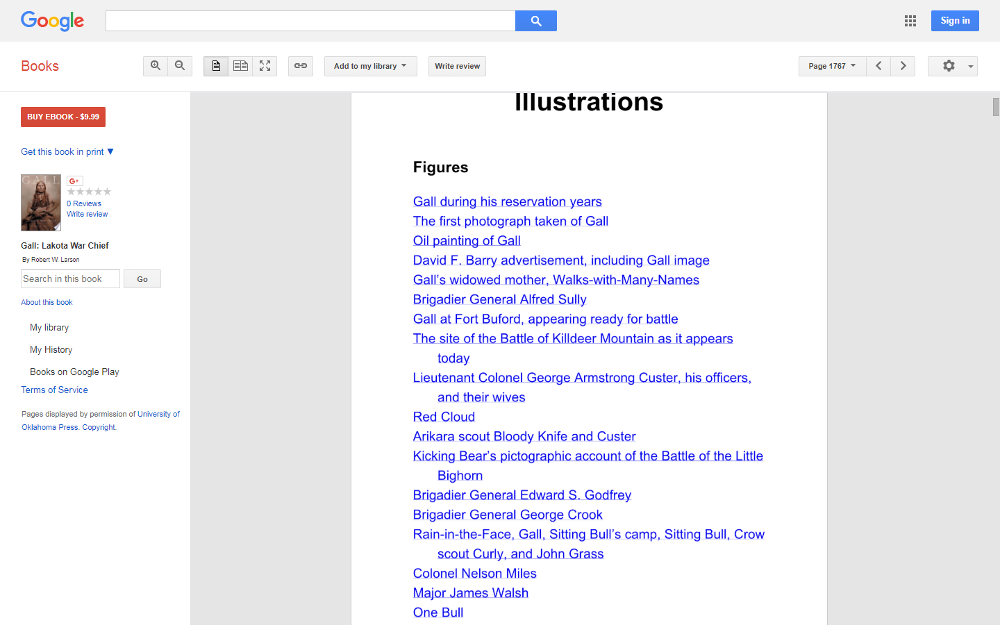 Google
Sign in
Books
Add to my library
Write review
Page 1767
BUY EBOOK - $9.99
Get this book in print ▼
GALL
G+
0 Reviews
Write review
Gall: Lakota War Chief
By Robert W. Larson
Search in this book
Go
About this book
My library
My History
Books on Google Play
Terms of Service
Pages displayed by permission of University of
Oklahoma Press. Copyright.
Illustrations
Figures
Gall during his reservation years
The first photograph taken of Gall
Oil painting of Gall
David F. Barry advertisement, including Gall image
Gall’s widowed mother, Walks-with-Many-Names
Brigadier General Alfred Sully
Gall at Fort Buford, appearing ready for battle
The site of the Battle of Killdeer Mountain as it appears
today
Lieutenant Colonel George Armstrong Custer, his officers,
and their wives
Red Cloud
Arikara scout Bloody Knife and Custer
Kicking Bear’s pictographic account of the Battle of the Little
Bighorn
Brigadier General Edward S. Godfrey
Brigadier General George Crook
Rain-in-the-Face, Gall, Sitting Bull’s camp, Sitting Bull, Crow
scout Curly, and John Grass
Colonel Nelson Miles
Major James Walsh
One Bull